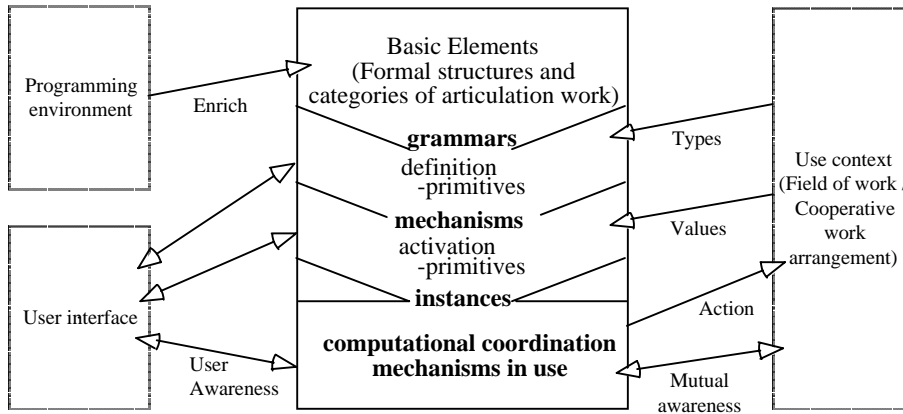 Programming
environment
Enrich
User interface
User
Awareness
Basic Elements
(Formal structures and
categories of articulation work)
grammars
definition
-primitives
mechanisms
activation
-primitives
instances
computational coordination
mechanisms in use
Types
Values
Action
Mutual
awareness
Use context
(Field of work /
Cooperative
work
arrangement)